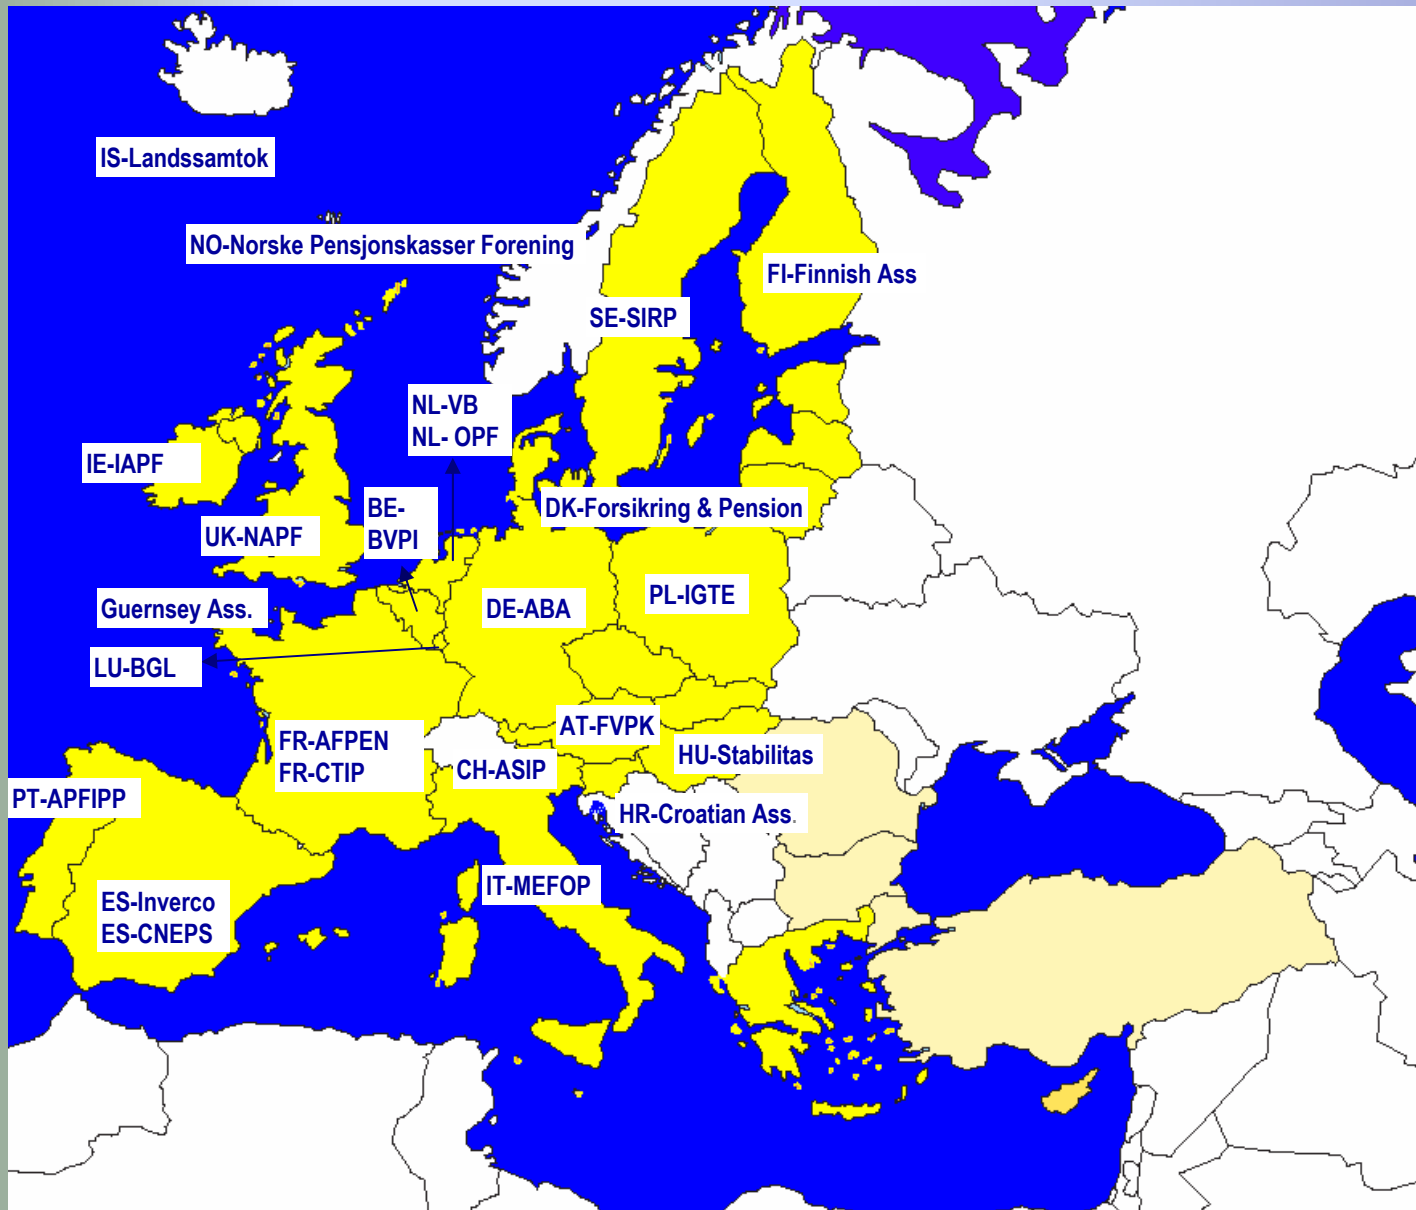 IS-Landssamtok
NO-Norske Pensjonskasser Forening
FI-Finnish Ass
SE-SIRP
NL-VB
NL- OPF
IE-IAPF
BE-
BVPI
DK-Forsikring & Pension
UK-NAPF
PL-IGTE
Guernsey Ass.
DE-ABA
LU-BGL
AT-FVPK
FR-AFPEN
FR-CTIP
HU-Stabilitas
CH-ASIP
PT-APFIPP
HR-Croatian Ass.
IT-MEFOP
ES-Inverco
ES-CNEPS